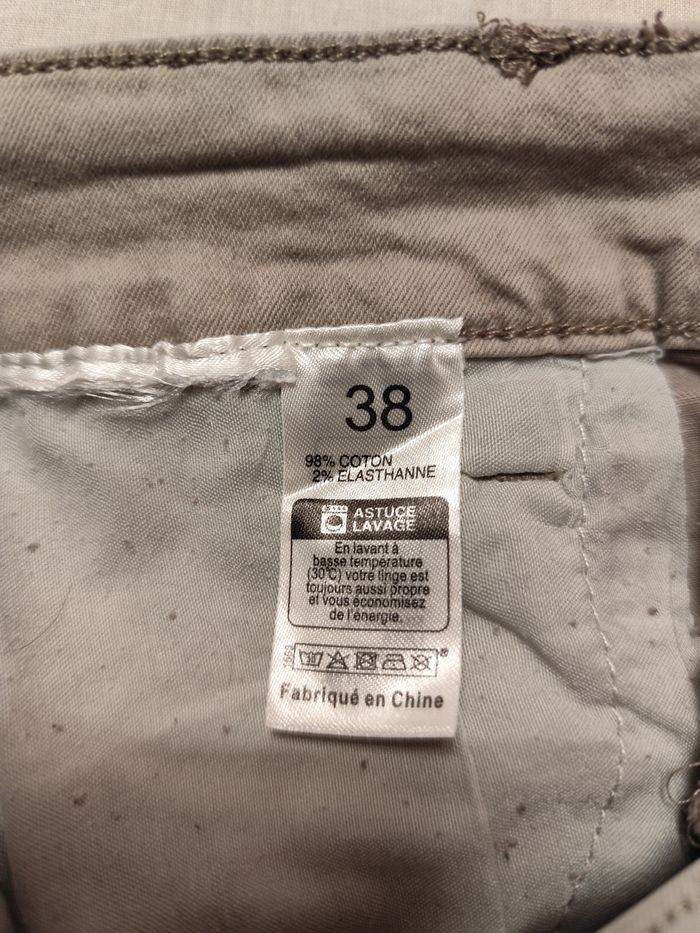 38
98% COTON
2% ELASTHANNE
ASTUCE
LAVAGE
En lavant à
basse température
(30°C) votre linge est
toujours aussi propre
et vous économisez
de l'énergie.
Fabriqué en Chine